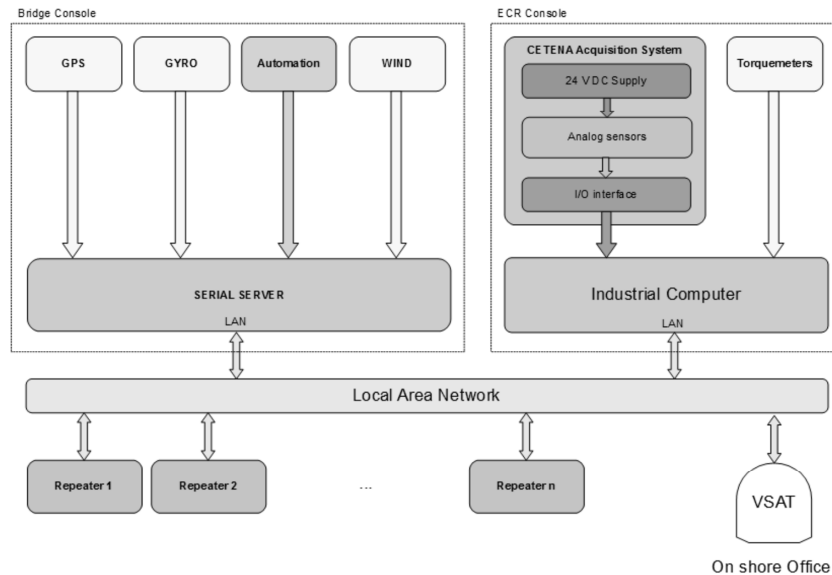 Bridge Console
ECR Console
GPS
GYRO
Automation
WIND
CETENA Acquisition System
24 VDC Supply
Analog sensors
I/O interface
Torquemeters
SERIAL SERVER
LAN
Industrial Computer
LAN
Local Area Network
Repeater 1
Repeater 2
...
Repeater n
VSAT
On shore Office